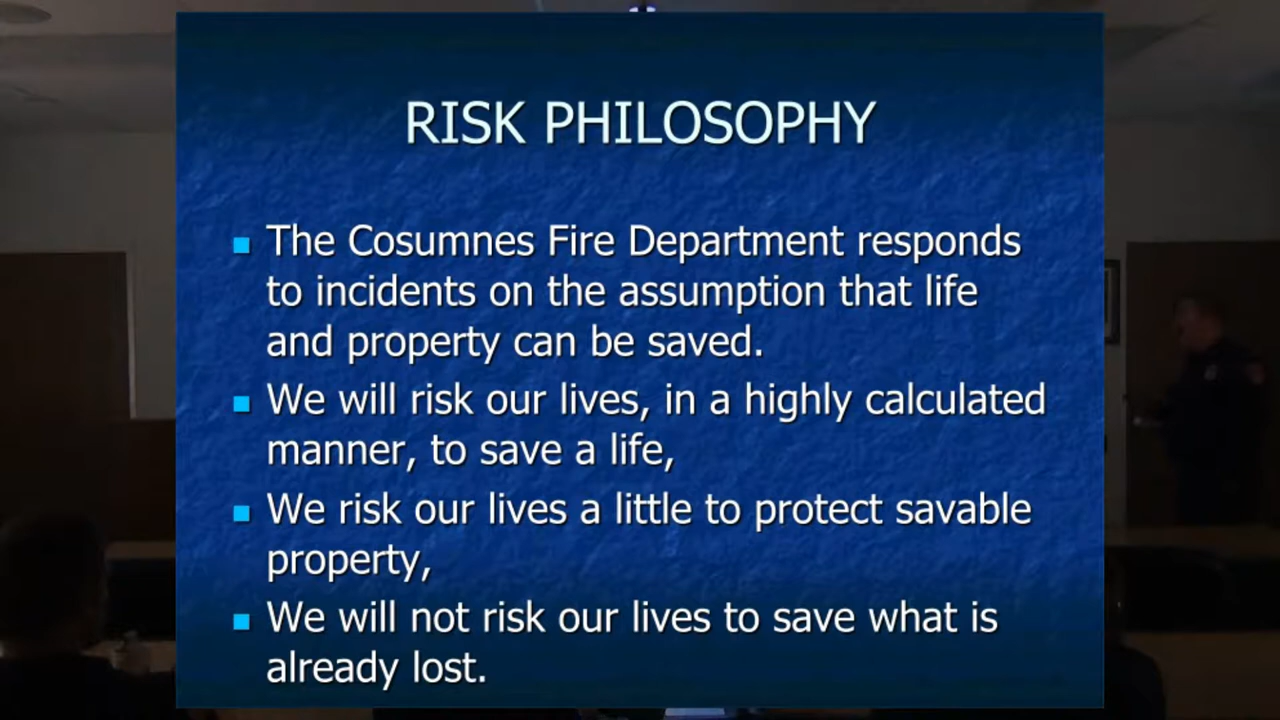 RISK PHILOSOPHY
The Cosumnes Fire Department responds
to incidents on the assumption that life
and property can be saved.
We will risk our lives, in a highly calculated
manner, to save a life,
We risk our lives a little to protect savable
property,
We will not risk our lives to save what is
already lost.